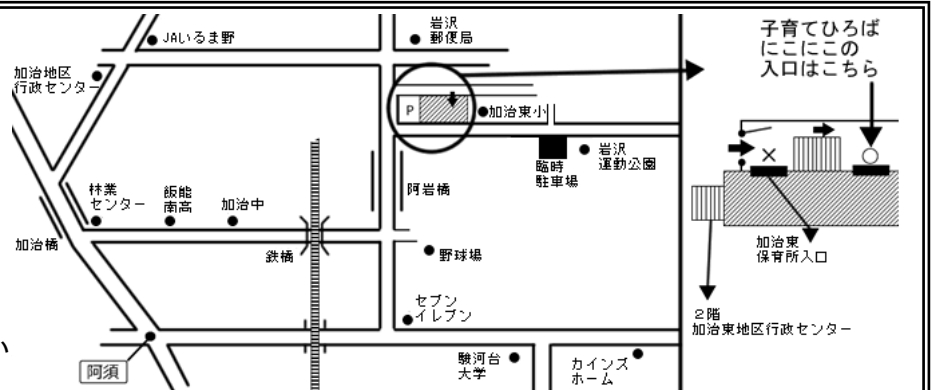 岩沢
郵便局
JAいるま野
加治地区
行政センター
P
加治東小
臨時
駐車場
岩沢
運動公園
阿岩橋
林業
センター
飯能
南高
加治中
加治橋
鉄橋
野球場
セブン
イレブン
阿須
駿河台
大学
カインズ
ホーム
い
子育てひろば
にこにこの
入口はこちら
×
○
加治東
保育所入口
2階
加治東地区行政センター